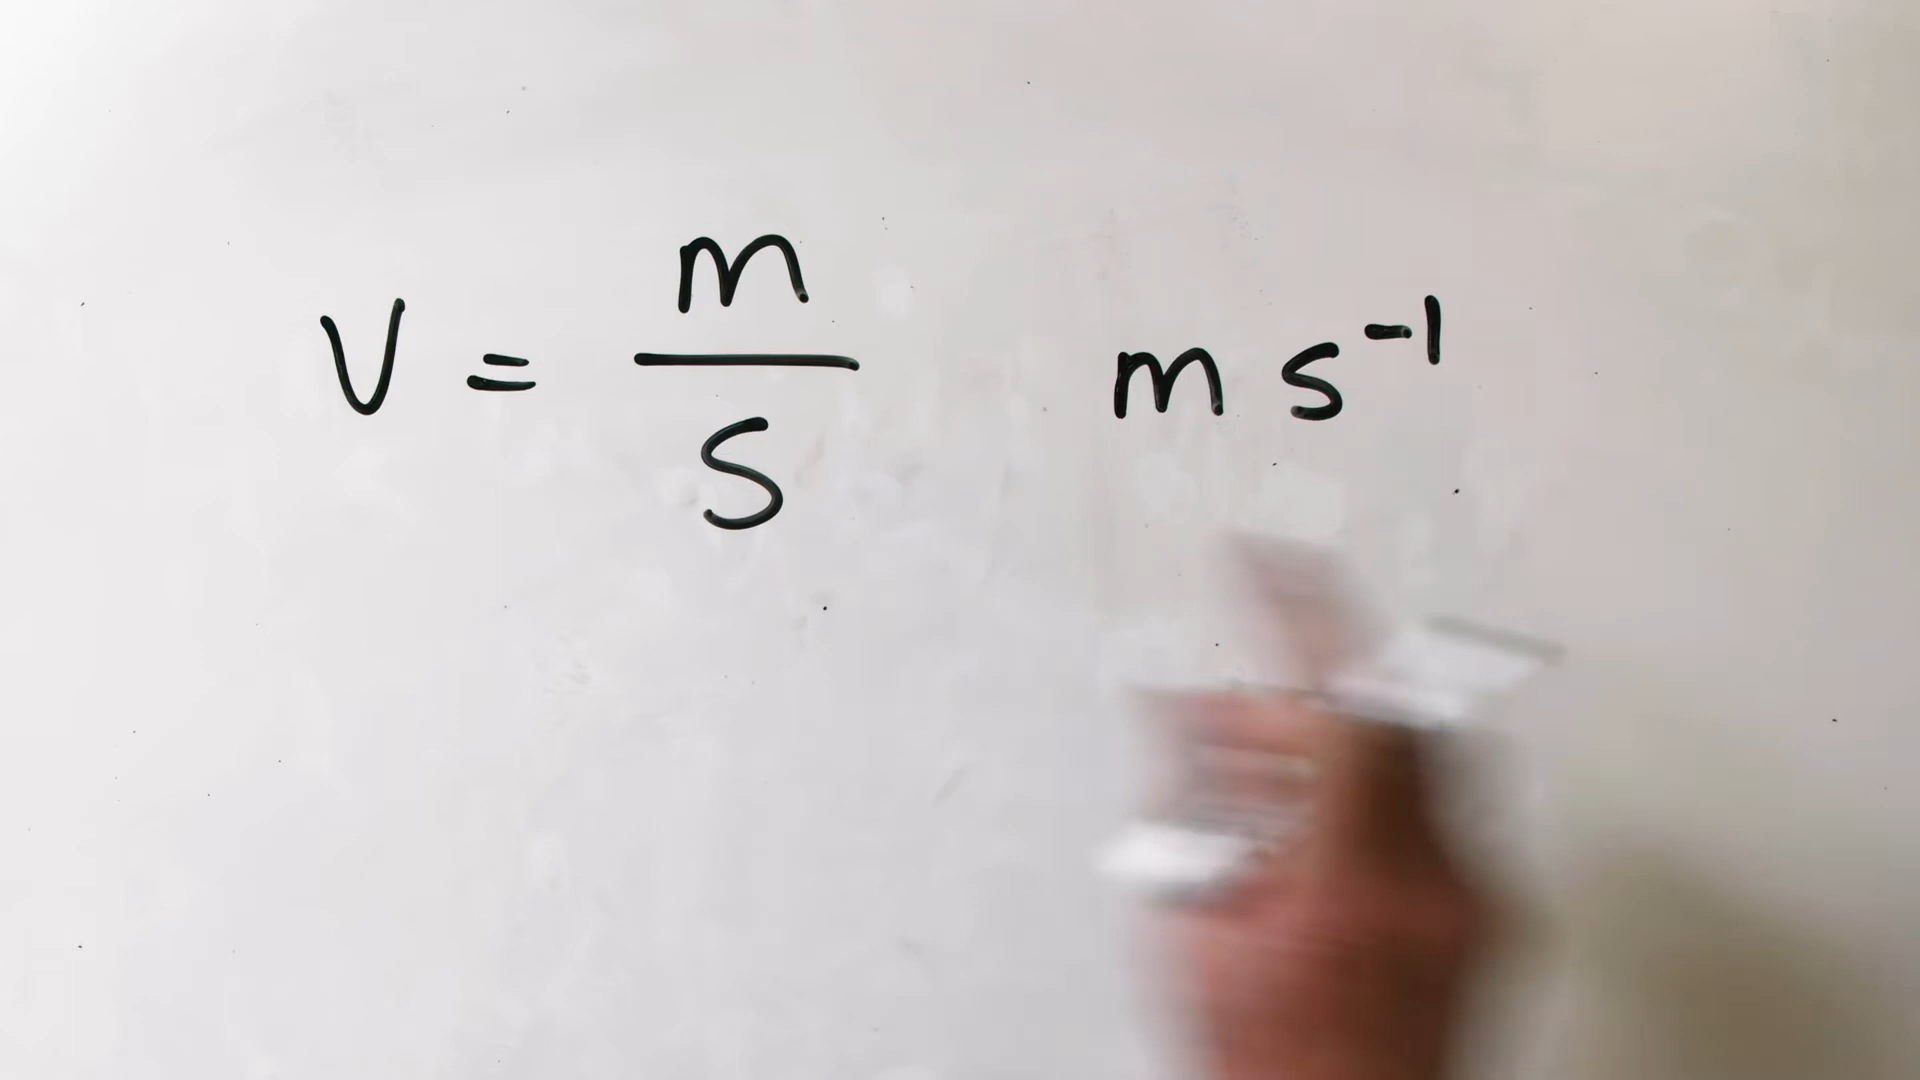 V = m/s m s⁻¹